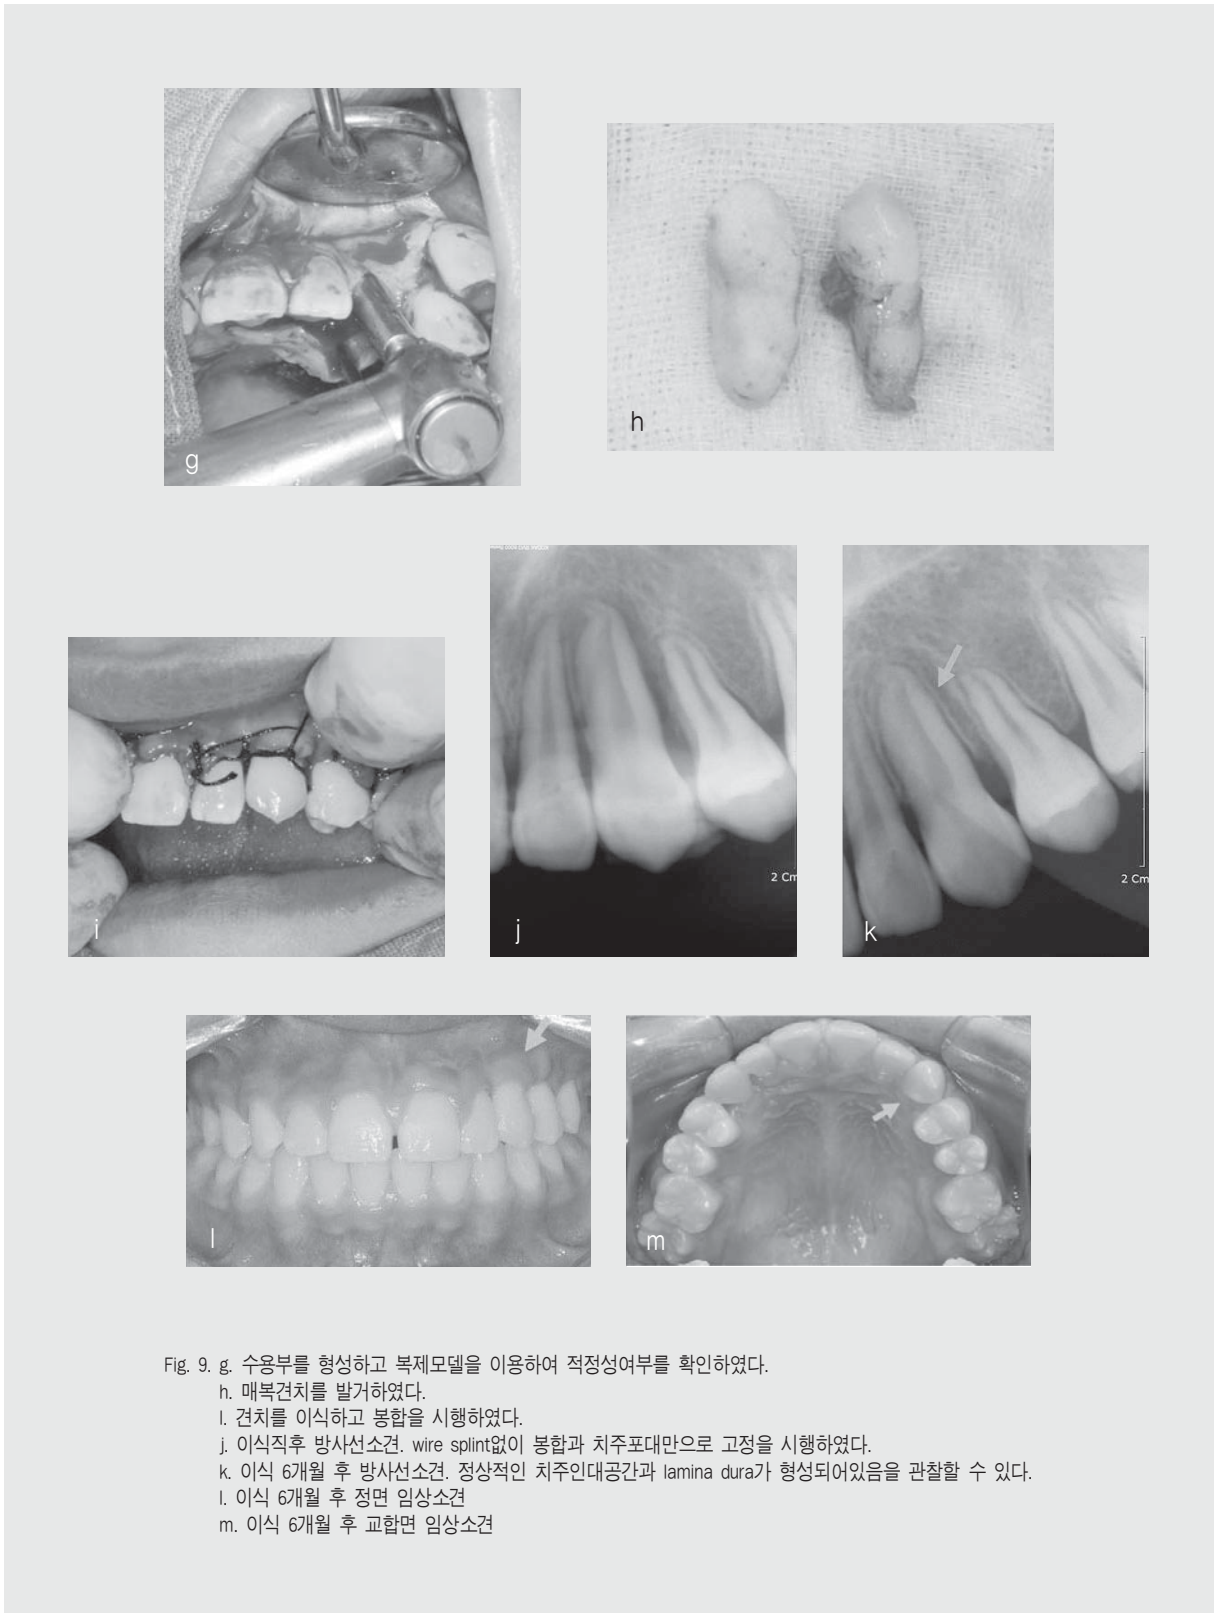 g
h
i
j
2 Cm
k
2 Cm
l
m
Fig. 9. g. 수용부를 형성하고 복제모델을 이용하여 적정성여부를 확인하였다.
h. 매복견치를 발거하였다.
l. 견치를 이식하고 봉합을 시행하였다.
j. 이식직후 방사선소견. wire splint없이 봉합과 치주포대만으로 고정을 시행하였다.
k. 이식 6개월 후 방사선소견. 정상적인 치주인대공간과 lamina dura가 형성되어있음을 관찰할 수 있다.
l. 이식 6개월 후 정면 임상소견
m. 이식 6개월 후 교합면 임상소견